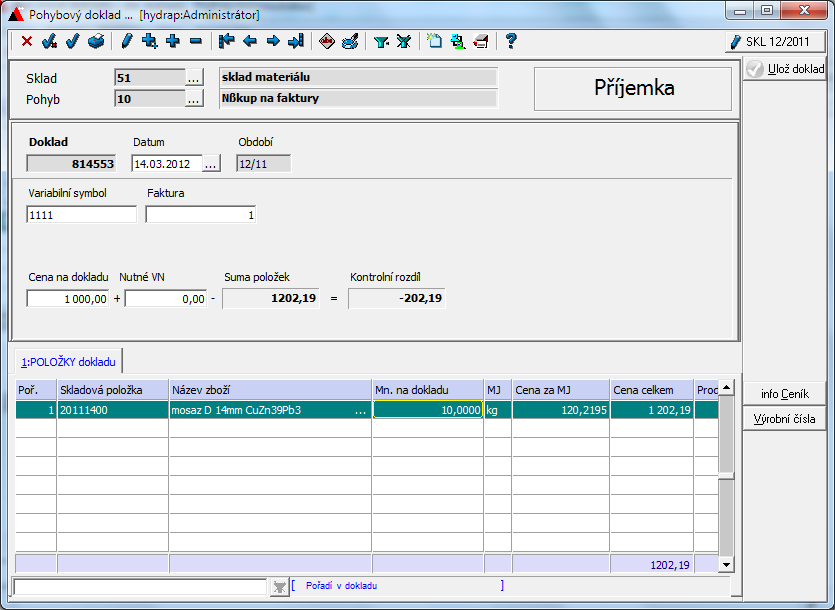 Pohybový doklad ... [hydrap:Administrátor]
SKL 12/2011
Sklad 51 ... sklad materiálu
Pohyb 10 ... Nßkup na faktury
Příjemka
Ulož doklad
Doklad Datum Období
814553 14.03.2012 ... 12/11
Variabilní symbol Faktura
1111 1
Cena na dokladu Nutné VN Suma položek Kontrolní rozdíl
1 000,00 + 0,00 - 1202,19 = -202,19
1:POLOŽKY dokladu
Poř. Skladová položka Název zboží Mn. na dokladu MJ Cena za MJ Cena celkem Prod
1 20111400 mosaz D 14mm CuZn39Pb3 ... 10,0000 kg 120,2195 1 202,19
info Ceník
Výrobní čísla
1202,19
[ Pořadí v dokladu ]